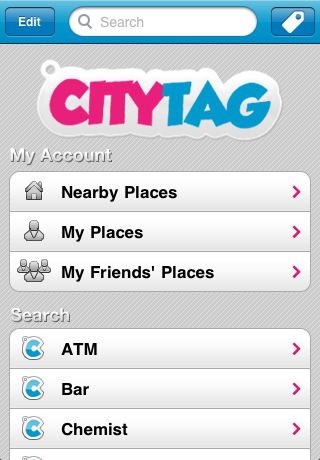 Edit Search
CITYTAG
My Account
Nearby Places
My Places
My Friends' Places
Search
ATM
Bar
Chemist